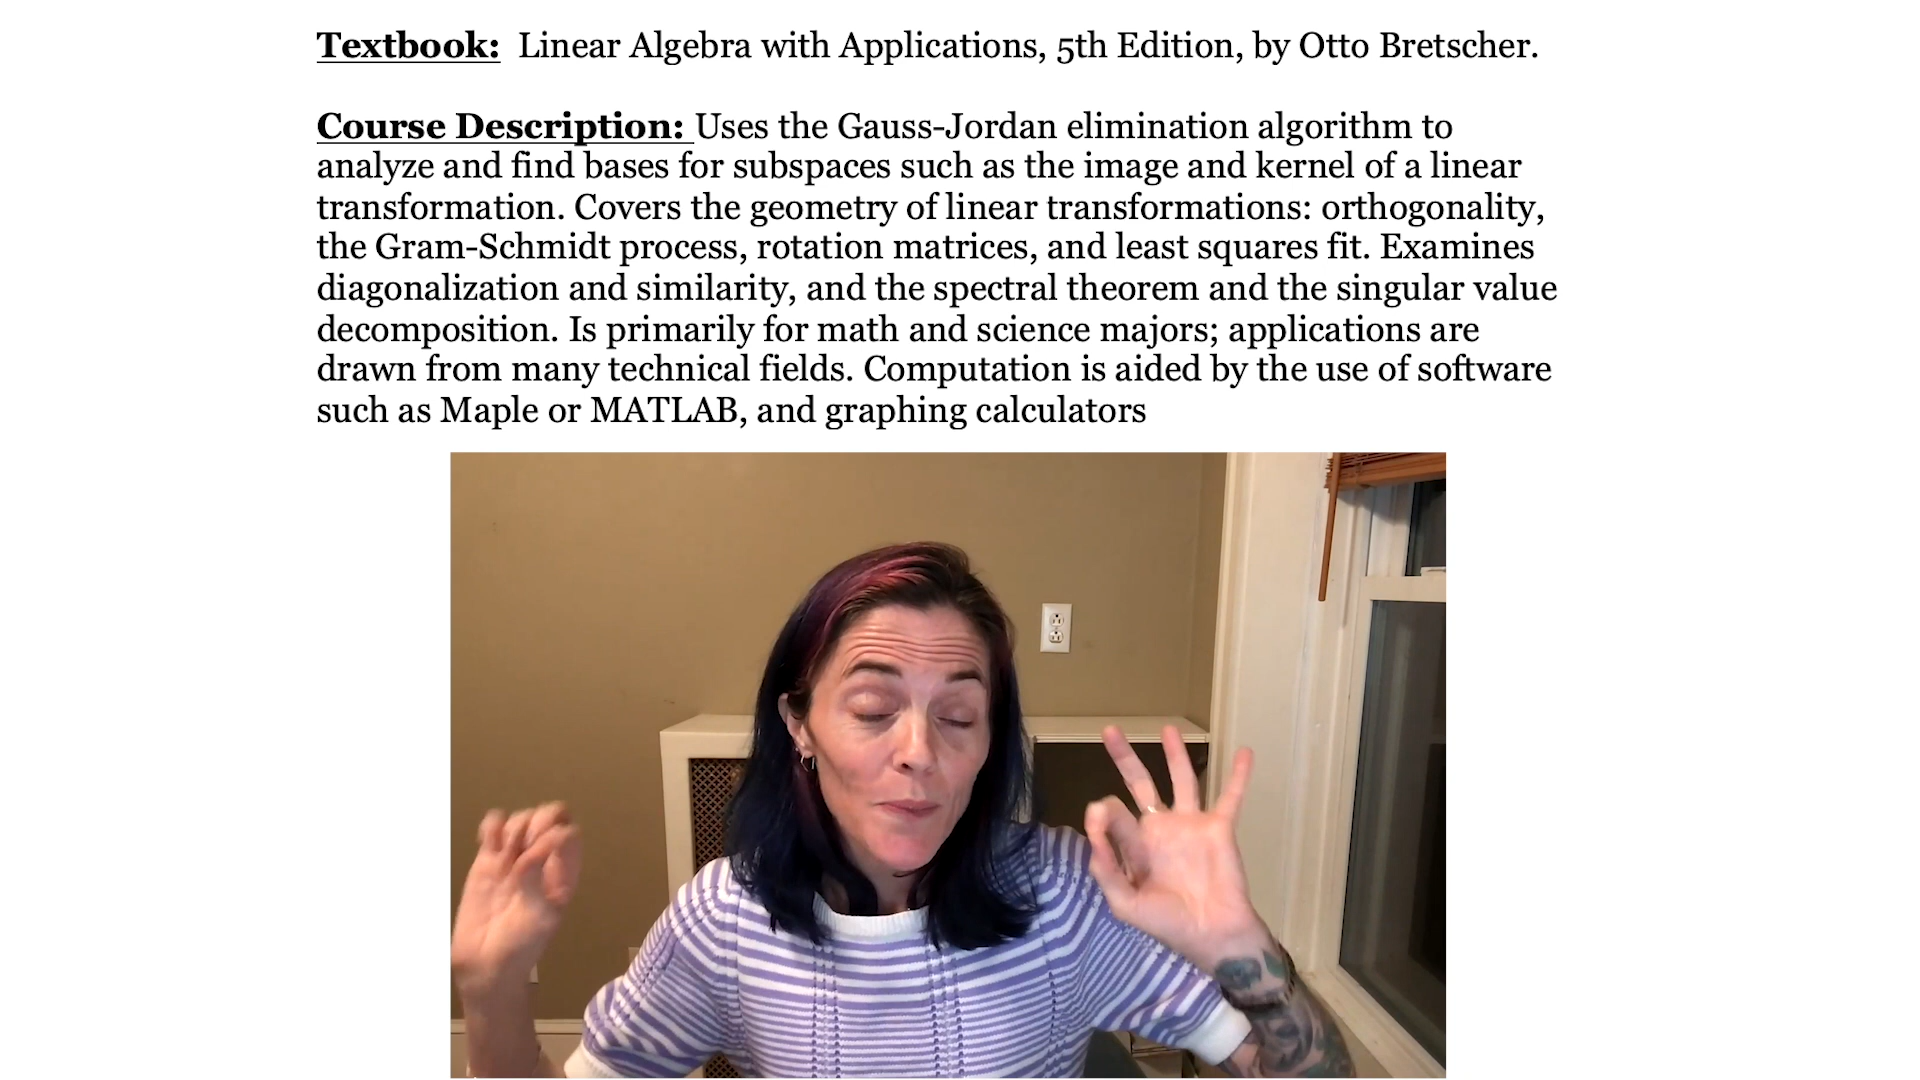 Textbook: Linear Algebra with Applications, 5th Edition, by Otto Bretscher.
Course Description: Uses the Gauss-Jordan elimination algorithm to
analyze and find bases for subspaces such as the image and kernel of a linear
transformation. Covers the geometry of linear transformations: orthogonality,
the Gram-Schmidt process, rotation matrices, and least squares fit. Examines
diagonalization and similarity, and the spectral theorem and the singular value
decomposition. Is primarily for math and science majors; applications are
drawn from many technical fields. Computation is aided by the use of software
such as Maple or MATLAB, and graphing calculators